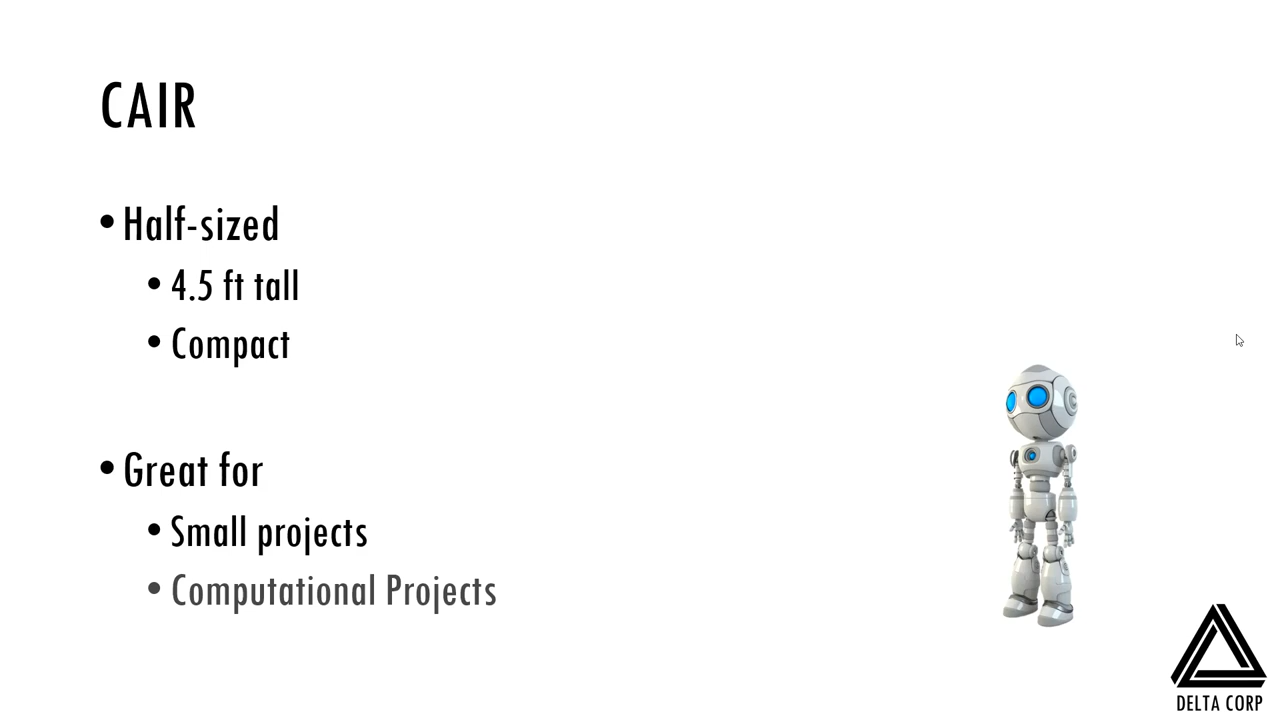 CAIR
• Half-sized
• 4.5 ft tall
• Compact
• Great for
• Small projects
• Computational Projects
DELTA CORP